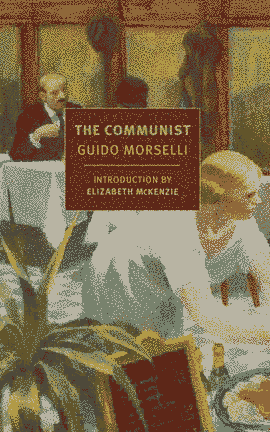 THE COMMUNIST
GUIDO MORSELLI
INTRODUCTION BY
ELIZABETH McKENZIE